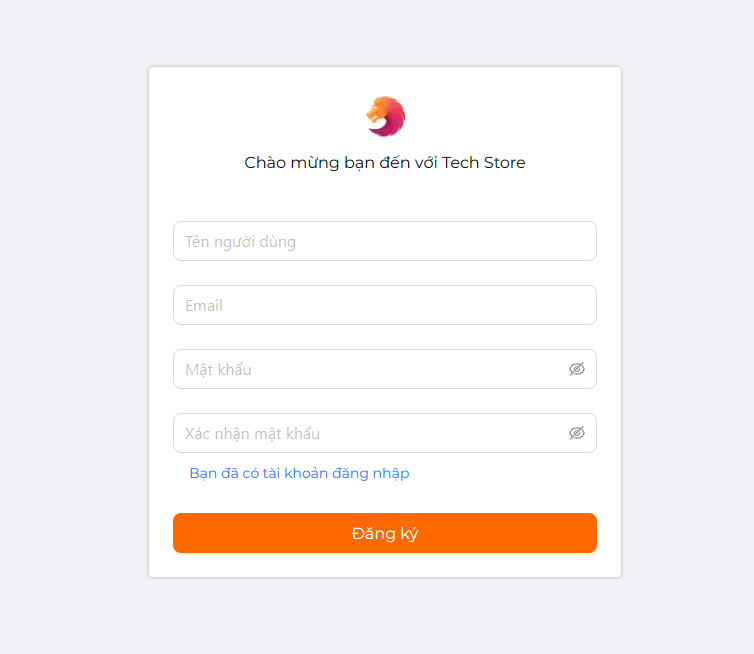 Chào mừng bạn đến với Tech Store
Tên người dùng
Email
Mật khẩu
Xác nhận mật khẩu
Bạn đã có tài khoản đăng nhập
Đăng ký